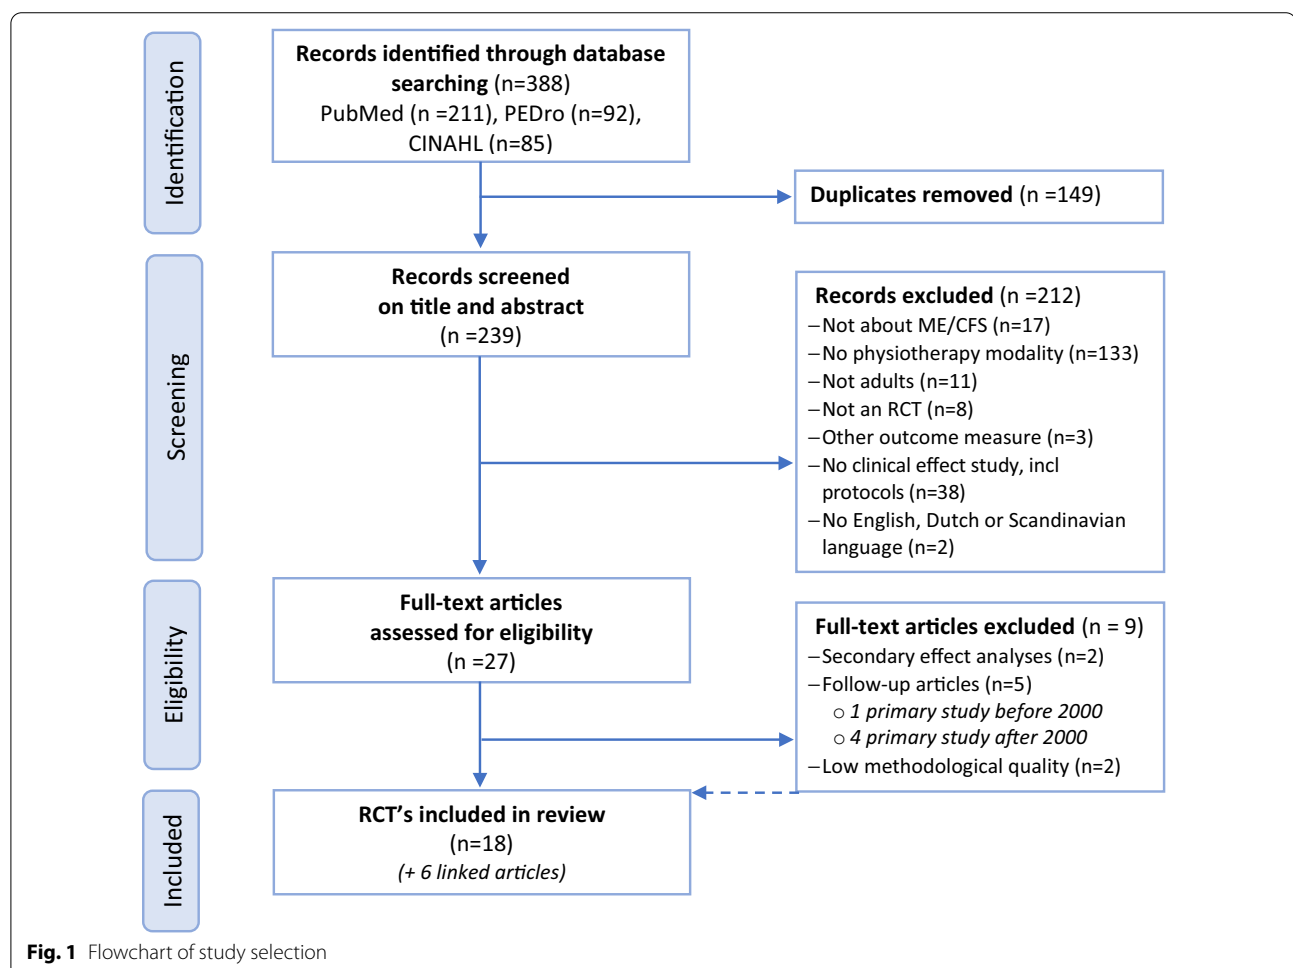 Identification
Records identified through database
searching (n=388)
PubMed (n =211), PEDro (n=92),
CINAHL (n=85)
Duplicates removed (n =149)
Screening
Records screened
on title and abstract
(n =239)
Records excluded (n =212)
–Not about ME/CFS (n=17)
–No physiotherapy modality (n=133)
–Not adults (n=11)
–Not an RCT (n=8)
–Other outcome measure (n=3)
–No clinical effect study, incl
protocols (n=38)
–No English, Dutch or Scandinavian
language (n=2)
Eligibility
Full-text articles
assessed for eligibility
(n =27)
Full-text articles excluded (n = 9)
–Secondary effect analyses (n=2)
–Follow-up articles (n=5)
o 1 primary study before 2000
o 4 primary study after 2000
–Low methodological quality (n=2)
Included
RCT's included in review
(n=18)
(+ 6 linked articles)
Fig. 1 Flowchart of study selection